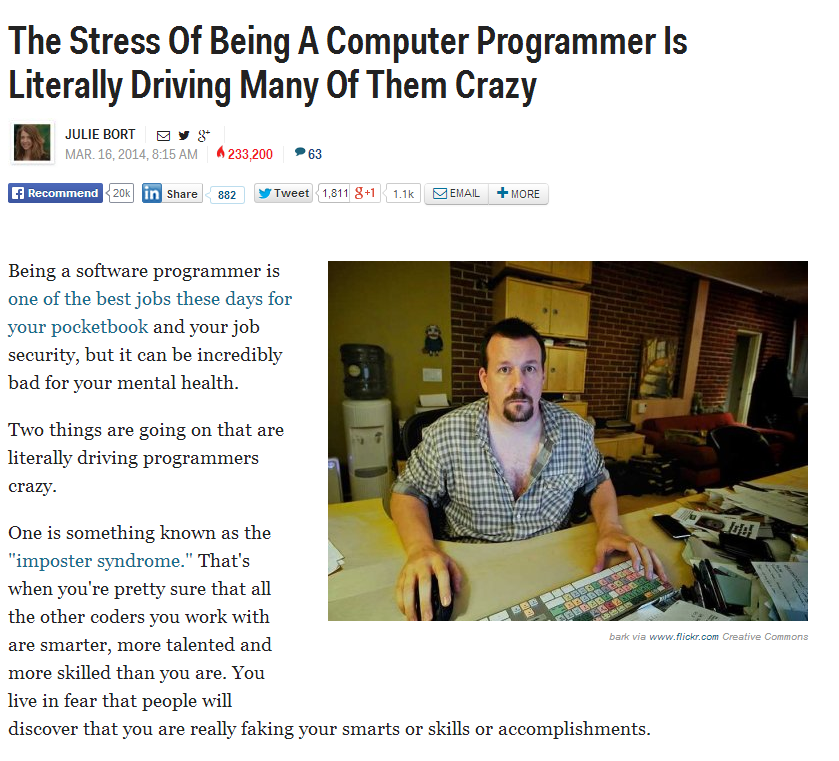 The Stress Of Being A Computer Programmer Is
Literally Driving Many Of Them Crazy
JULIE BORT
MAR. 16, 2014, 8:15 AM 233,200 63
Recommend 20k in Share 882 Tweet 1,811 g+1 1.1k EMAIL + MORE
Being a software programmer is
one of the best jobs these days for
your pocketbook and your job
security, but it can be incredibly
bad for your mental health.
Two things are going on that are
literally driving programmers
crazy.
One is something known as the
"imposter syndrome." That's
when you're pretty sure that all
the other coders you work with
are smarter, more talented and
more skilled than you are. You
live in fear that people will
discover that you are really faking your smarts or skills or accomplishments.
bark via www.flickr.com Creative Commons